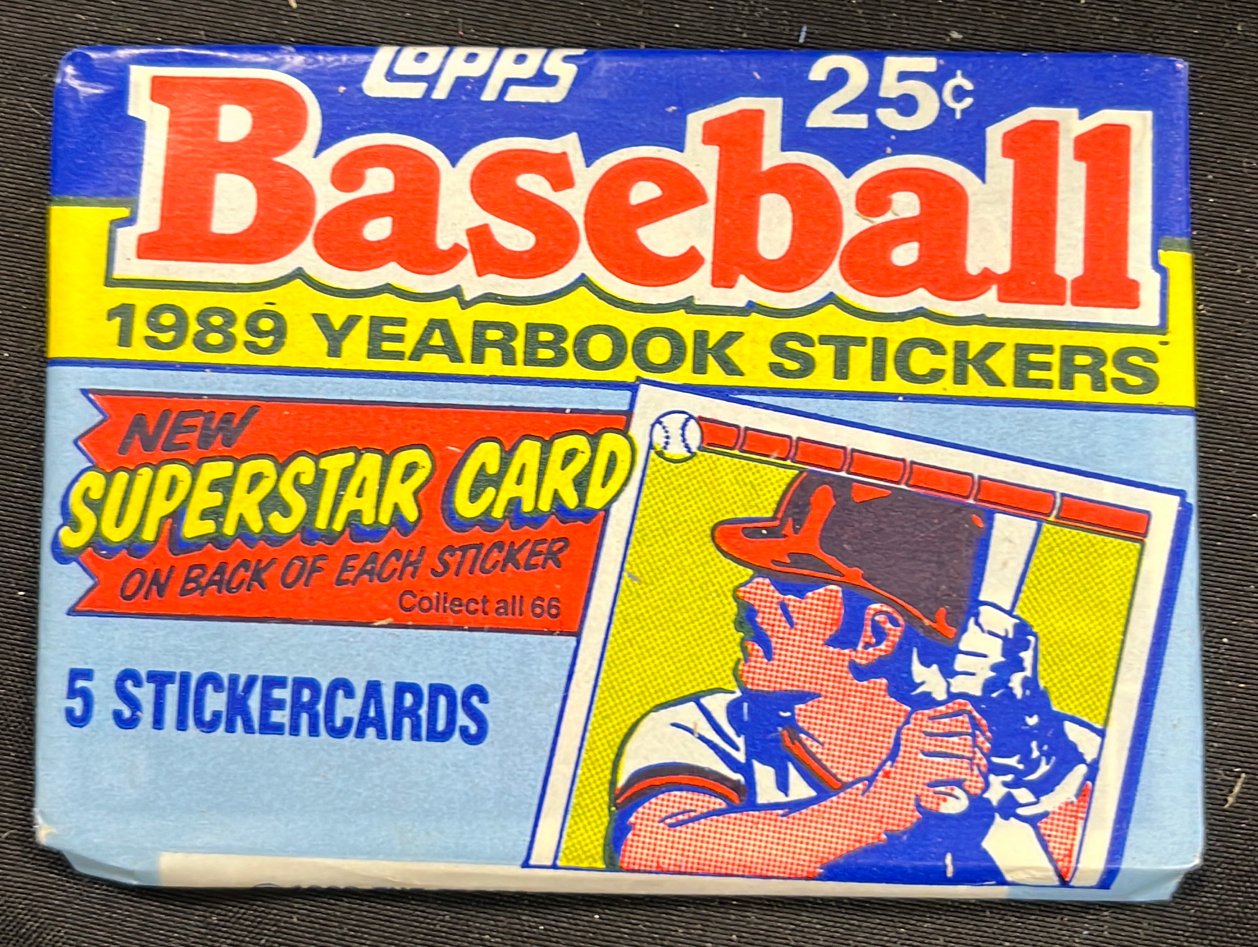 TOPPS
25¢
Baseball
1989 YEARBOOK STICKERS
NEW
SUPERSTAR CARD
ON BACK OF EACH STICKER
Collect all 66
5 STICKERCARDS